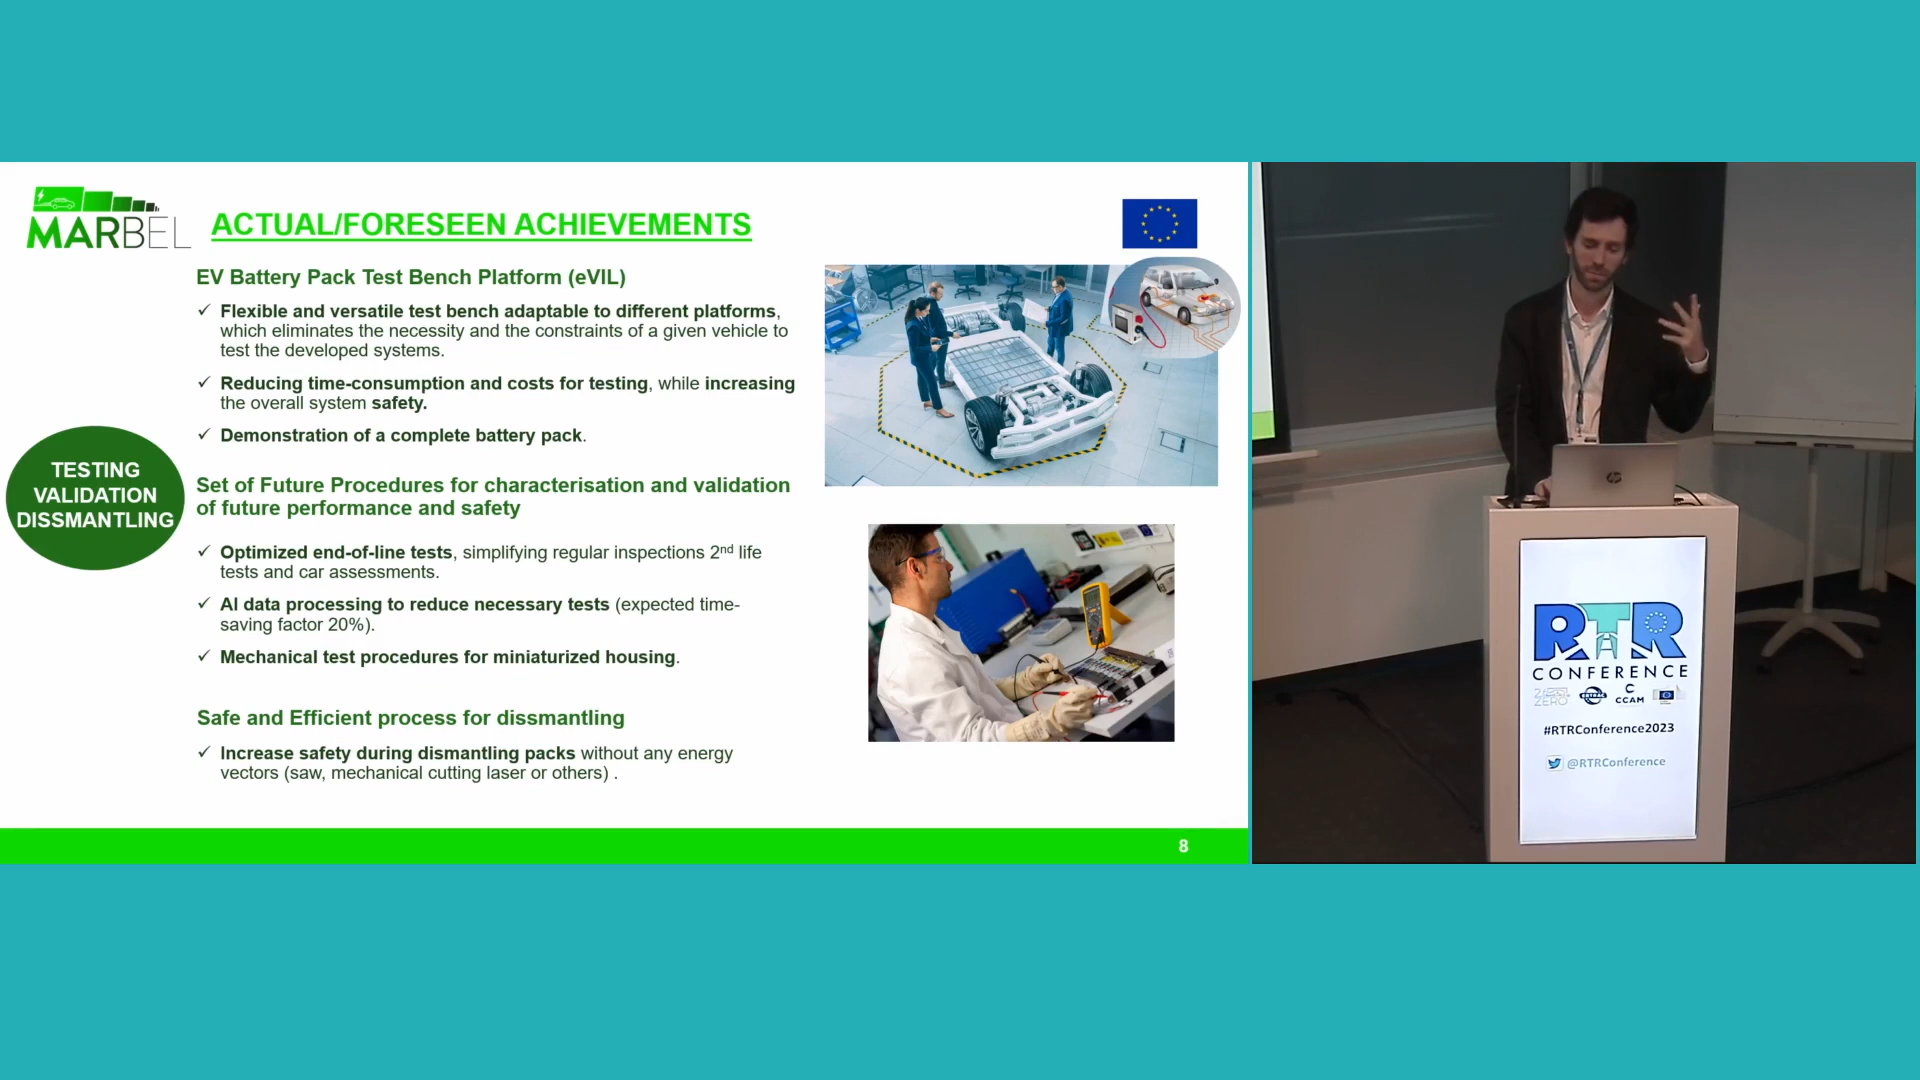 MARBEL
ACTUAL/FORESEEN ACHIEVEMENTS
EV Battery Pack Test Bench Platform (eVIL)
✓ Flexible and versatile test bench adaptable to different platforms,
which eliminates the necessity and the constraints of a given vehicle to
test the developed systems.
✓ Reducing time-consumption and costs for testing, while increasing
the overall system safety.
✓ Demonstration of a complete battery pack.
TESTING
VALIDATION
DISSMANTLING
Set of Future Procedures for characterisation and validation
of future performance and safety
✓ Optimized end-of-line tests, simplifying regular inspections 2nd life
tests and car assessments.
✓ AI data processing to reduce necessary tests (expected time-
saving factor 20%).
✓ Mechanical test procedures for miniaturized housing.
Safe and Efficient process for dissmantling
✓ Increase safety during dismantling packs without any energy
vectors (saw, mechanical cutting laser or others) .
8
hp
RTR
CONFERENCE
2ZERO
ERTRAC
CCAM
#RTRConference2023
@RTRConference